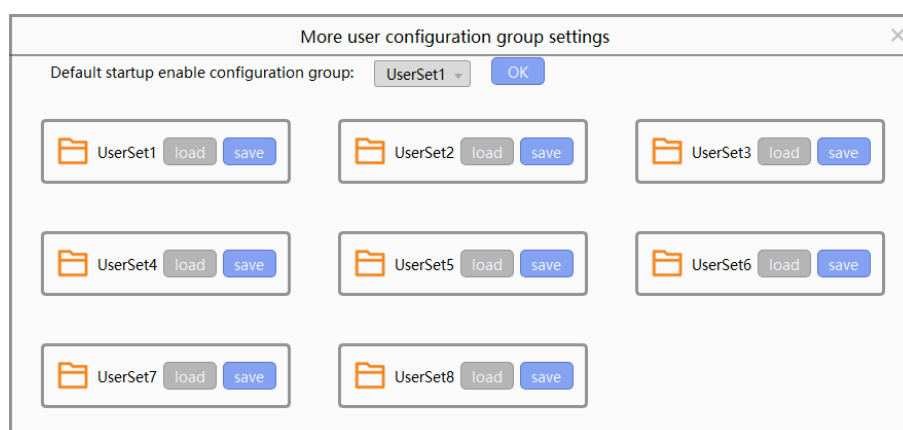 More user configuration group settings
Default startup enable configuration group: UserSet1 OK
UserSet1 load save UserSet2 load save UserSet3 load save
UserSet4 load save UserSet5 load save UserSet6 load save
UserSet7 load save UserSet8 load save